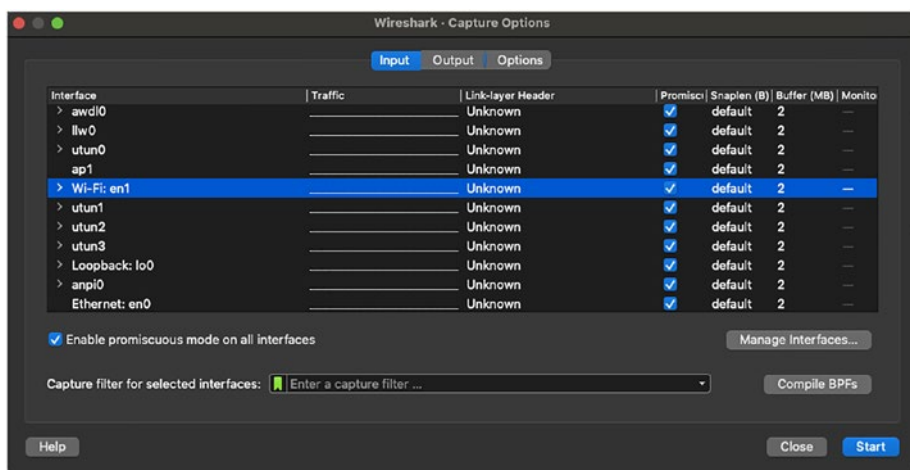 Wireshark - Capture Options
Input Output Options
Interface Traffic Link-layer Header Promisc Snaplen (B) Buffer (MB) Monito
> awdl0 Unknown default 2 —
> llw0 Unknown default 2 —
> utun0 Unknown default 2 —
ap1 Unknown default 2 —
> Wi-Fi: en1 Unknown default 2 —
> utun1 Unknown default 2 —
> utun2 Unknown default 2 —
> utun3 Unknown default 2 —
> Loopback: lo0 Unknown default 2 —
> anpi0 Unknown default 2 —
Ethernet: en0 Unknown default 2 —
Enable promiscuous mode on all interfaces Manage Interfaces...
Capture filter for selected interfaces: Enter a capture filter ... Compile BPFs
Help Close Start